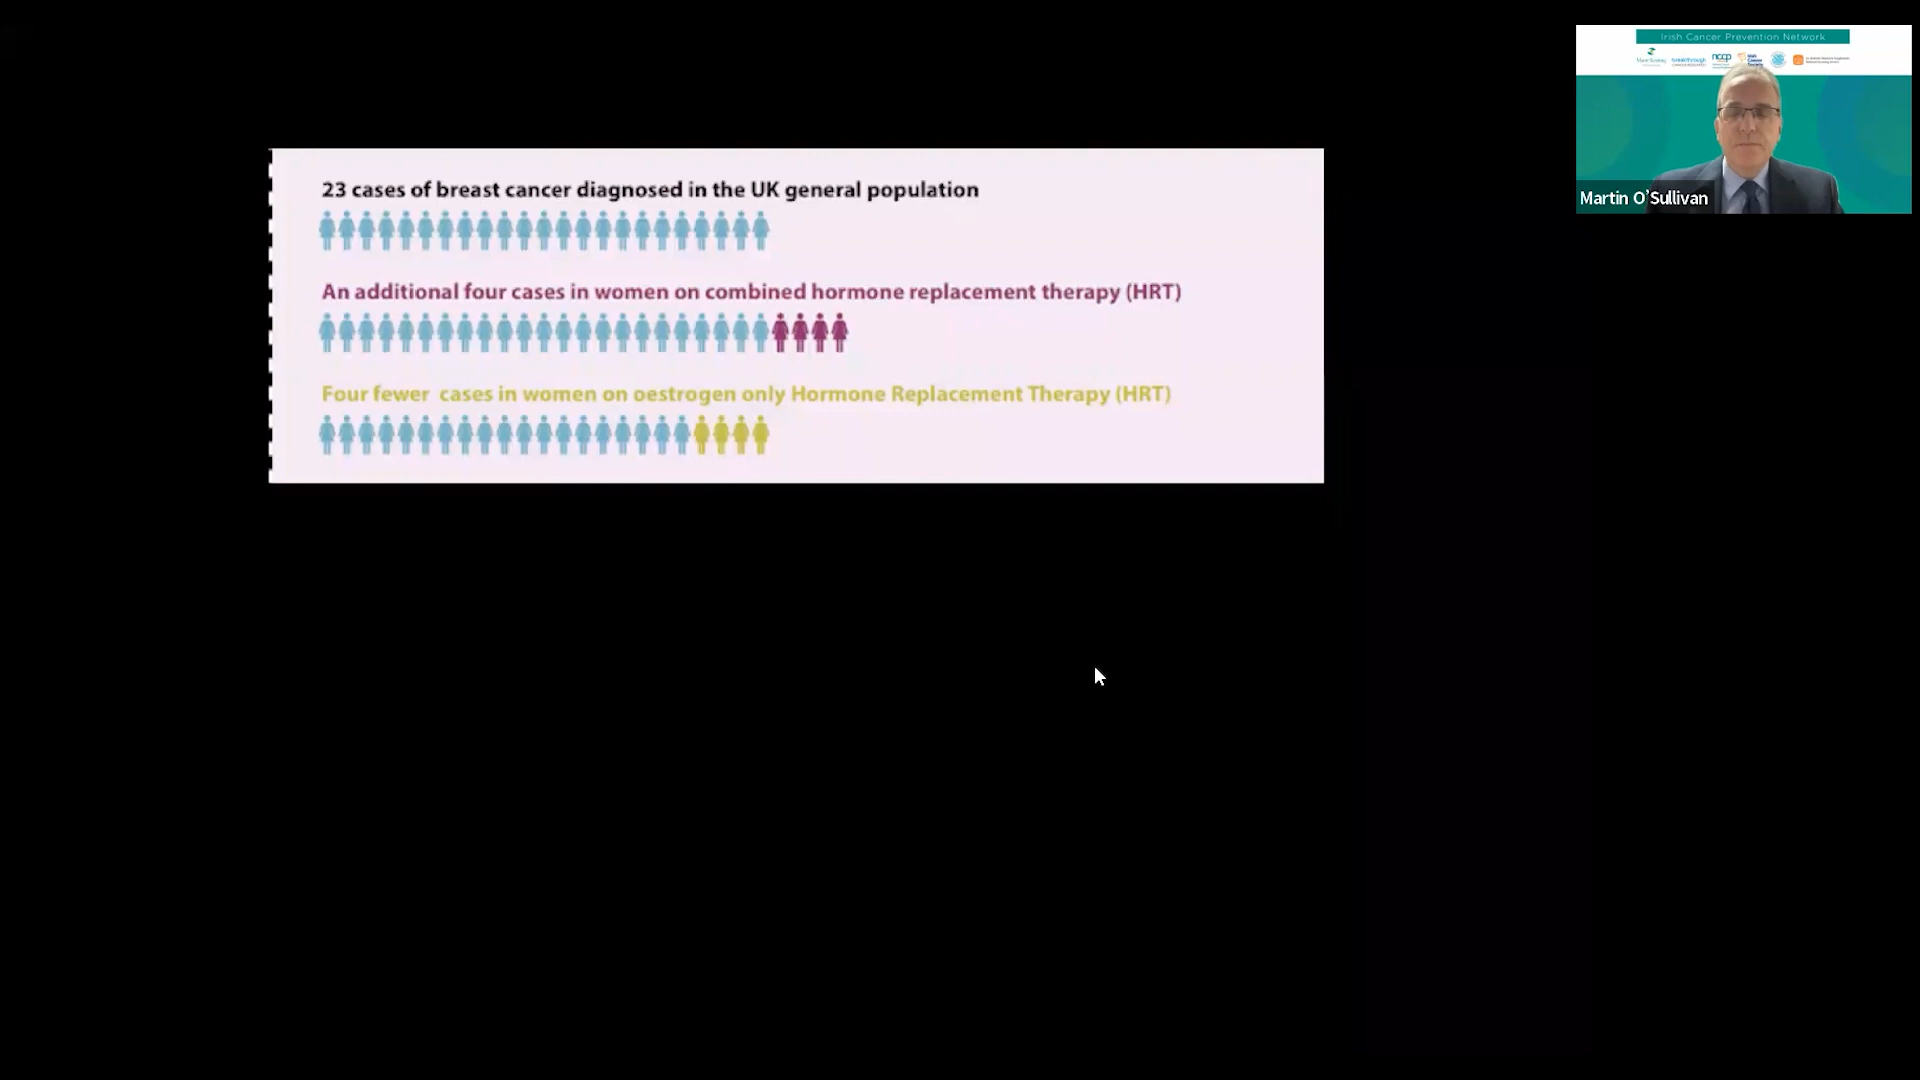 Irish Cancer Prevention Network
nccp
23 cases of breast cancer diagnosed in the UK general population
Martin O'Sullivan
An additional four cases in women on combined hormone replacement therapy (HRT)
Four fewer cases in women on oestrogen only Hormone Replacement Therapy (HRT)